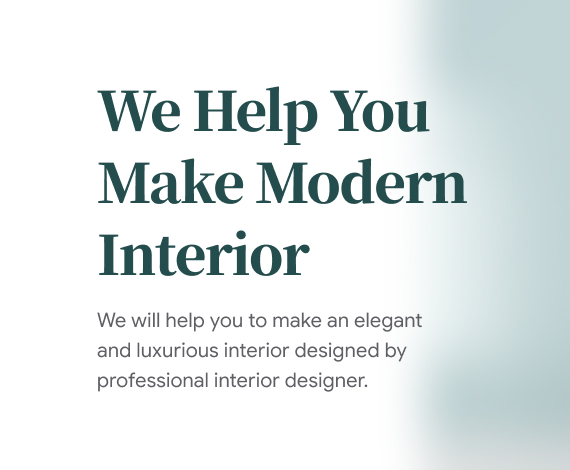 We Help You
Make Modern
Interior
We will help you to make an elegant
and luxurious interior designed by
professional interior designer.